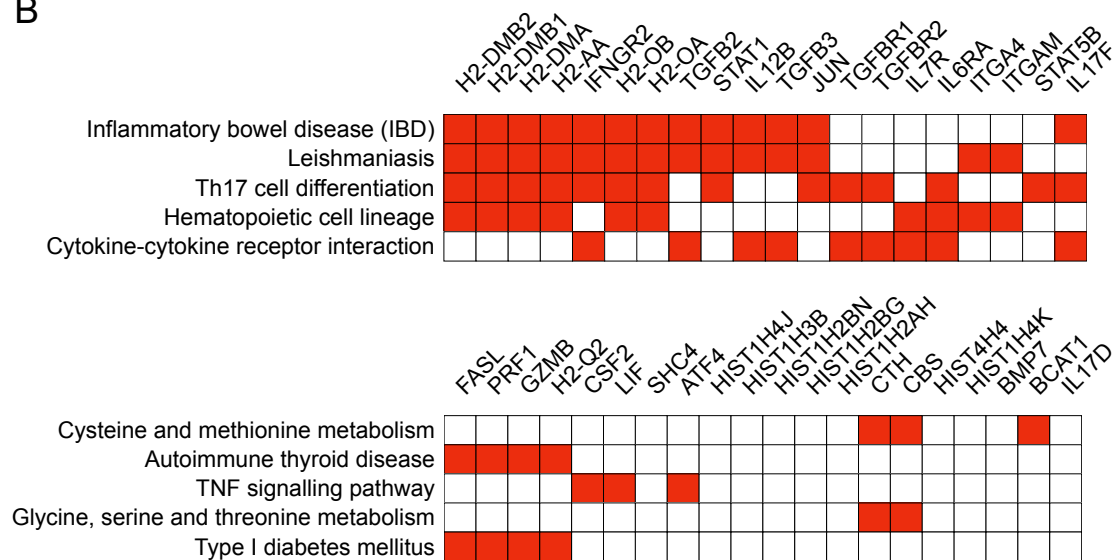 B
H2-DMB2
H2-DMB1
H2-DMA
H2-AA
IFNGR2
H2-OB
H2-OA
TGFB2
STAT1
IL12B
TGFB3
JUN
TGFBR1
TGFBR2
IL7R
IL6RA
ITGA4
ITGAM
STAT5B
IL17F
Inflammatory bowel disease (IBD)
Leishmaniasis
Th17 cell differentiation
Hematopoietic cell lineage
Cytokine-cytokine receptor interaction
FASL
PRF1
GZMB
H2-Q2
CSF2
LIF
SHC4
ATF4
HIST1H4J
HIST1H3B
HIST1H2BN
HIST1H2BG
HIST1H2AH
CTH
CBS
HIST4H4
HIST1H4K
BMP7
BCAT1
IL17D
Cysteine and methionine metabolism
Autoimmune thyroid disease
TNF signalling pathway
Glycine, serine and threonine metabolism
Type I diabetes mellitus